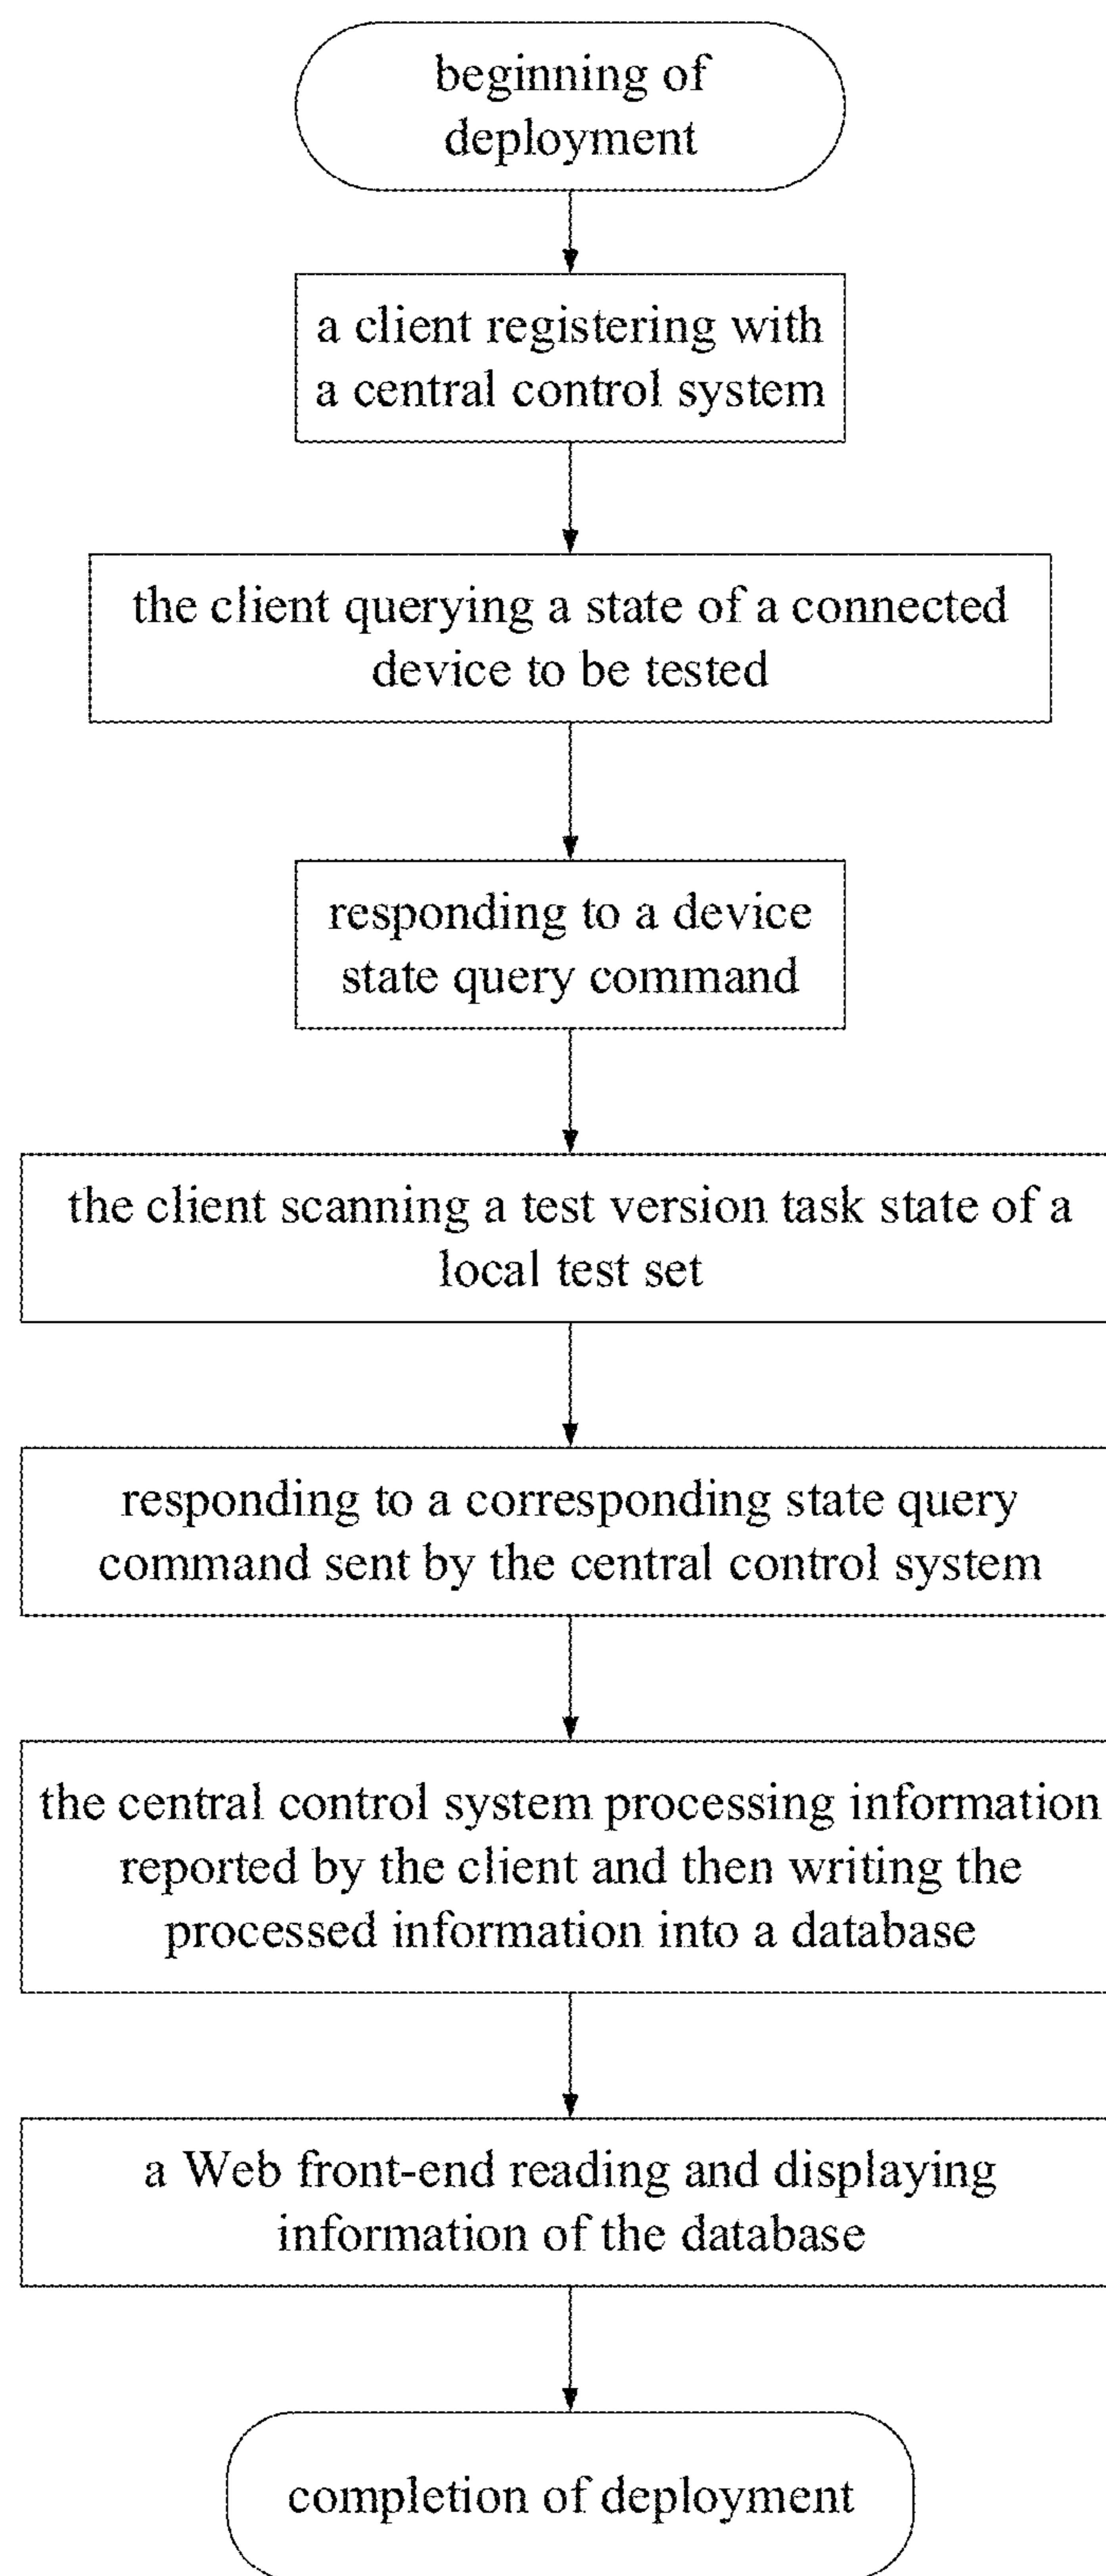 beginning of
deployment
a client registering with
a central control system
the client querying a state of a connected
device to be tested
responding to a device
state query command
the client scanning a test version task state of a
local test set
responding to a corresponding state query
command sent by the central control system
the central control system processing information
reported by the client and then writing the
processed information into a database
a Web front-end reading and displaying
information of the database
completion of deployment